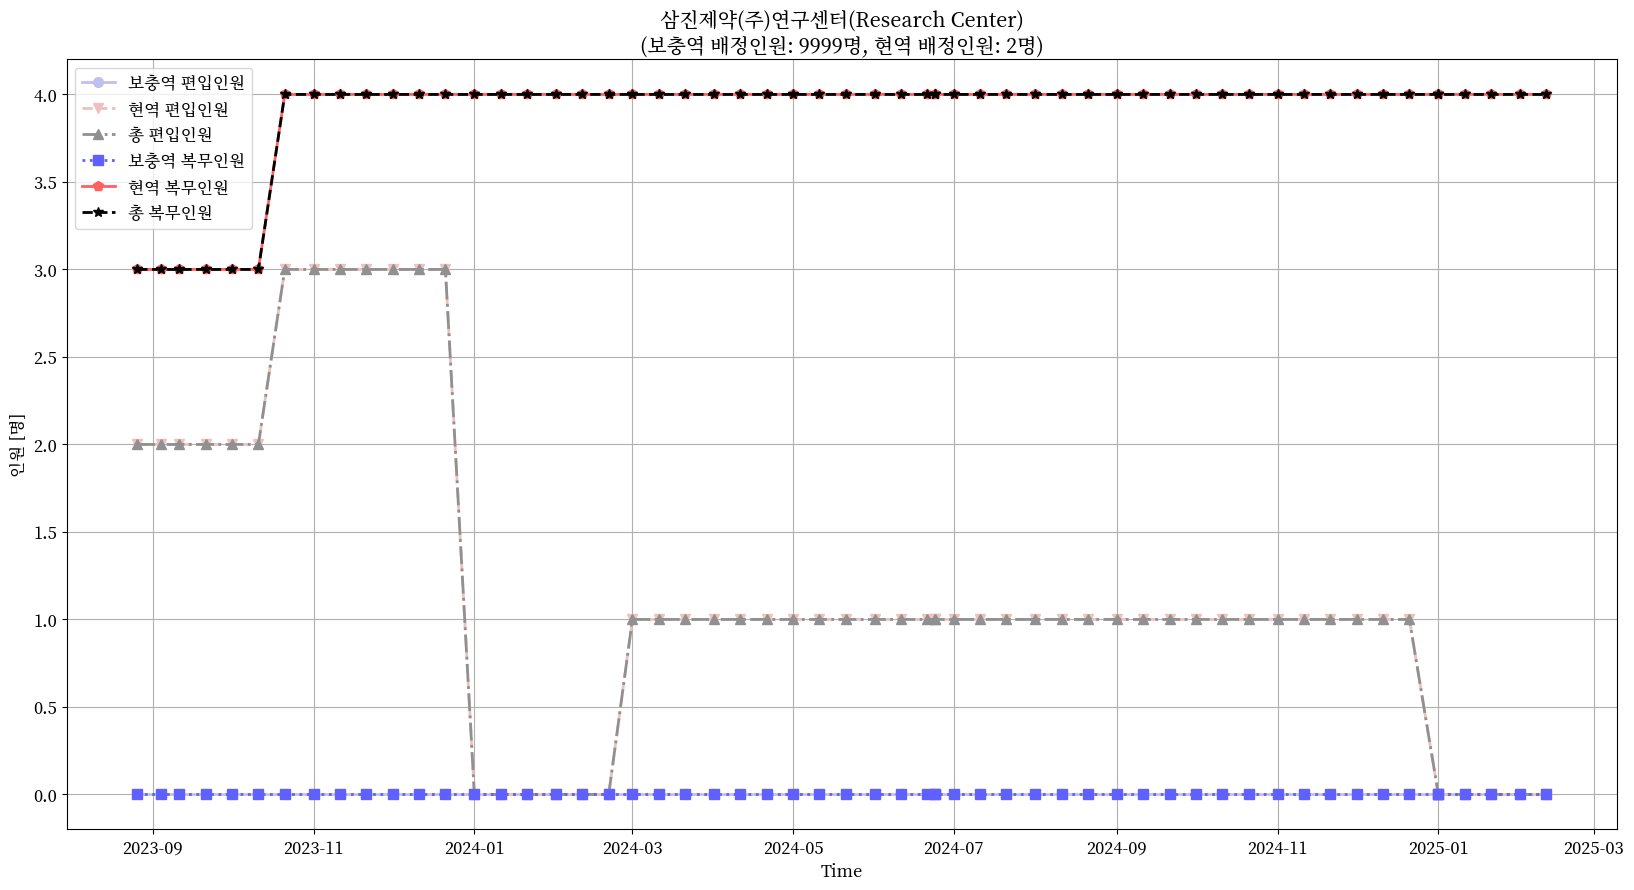 삼진제약(주)연구센터(Research Center)
(보충역 배정인원: 9999명, 현역 배정인원: 2명)
보충역 편입인원
현역 편입인원
총 편입인원
보충역 복무인원
현역 복무인원
총 복무인원
4.0
3.5
3.0
2.5
2.0
1.5
1.0
0.5
0.0
인원 [명]
2023-09
2023-11
2024-01
2024-03
2024-05
2024-07
2024-09
2024-11
2025-01
2025-03
Time